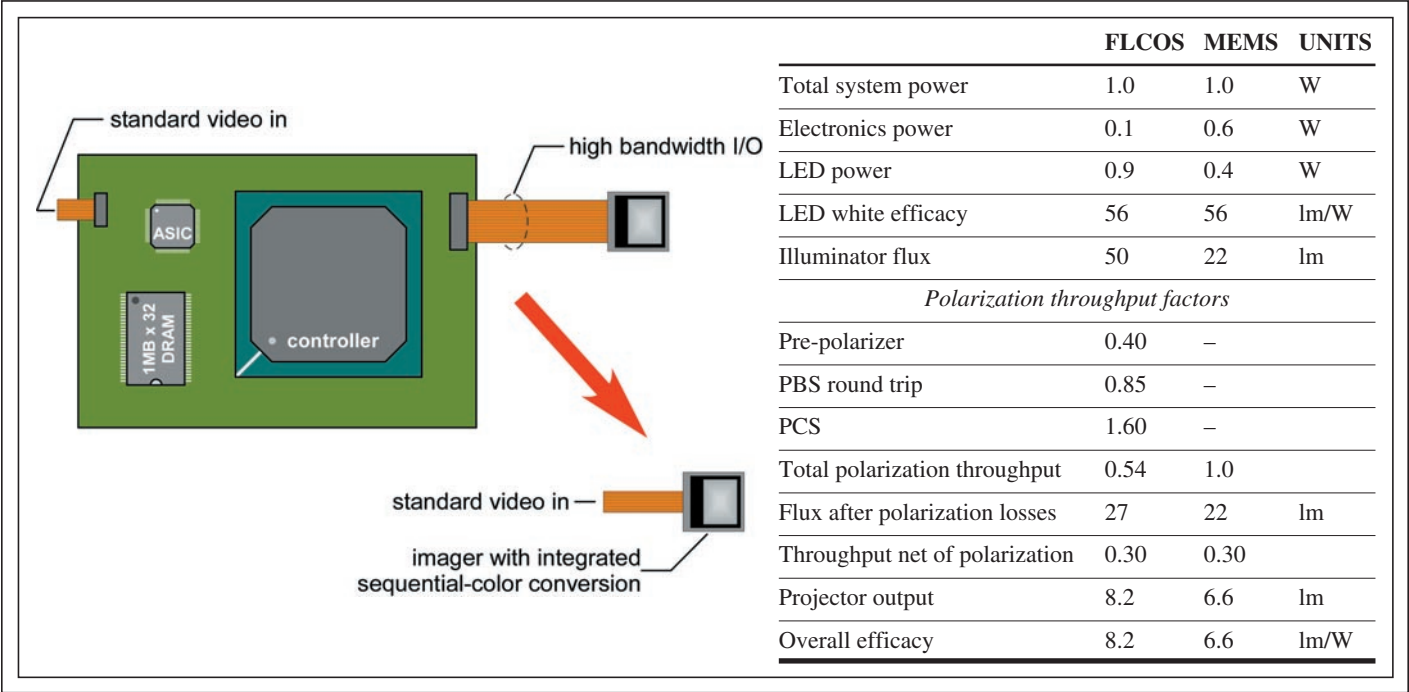 standard video in
high bandwidth I/O
ASIC
1MB x 32
DRAM
controller
standard video in
imager with integrated
sequential-color conversion
FLCOS MEMS UNITS
Total system power 1.0 1.0 W
Electronics power 0.1 0.6 W
LED power 0.9 0.4 W
LED white efficacy 56 56 lm/W
Illuminator flux 50 22 lm
Polarization throughput factors
Pre-polarizer 0.40 –
PBS round trip 0.85 –
PCS 1.60 –
Total polarization throughput 0.54 1.0
Flux after polarization losses 27 22 lm
Throughput net of polarization 0.30 0.30
Projector output 8.2 6.6 lm
Overall efficacy 8.2 6.6 lm/W